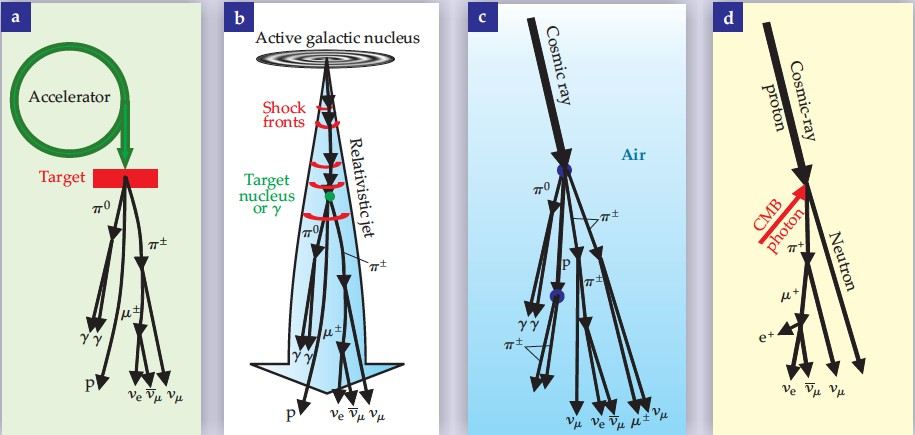 a
Accelerator
Target
π0
π±
μ±
γ γ
p
νe ν̄μ νμ
b
Active galactic nucleus
Shock
fronts
Relativistic jet
Target
nucleus
or γ
π0
π±
μ±
γ γ
p
νe ν̄μ νμ
c
Cosmic ray
Air
π0
π±
p
π±
γ γ
π±
νμ νe ν̄μ μ± νμ
d
Cosmic-ray
proton
CMB
photon
π+
Neutron
μ+
e+
νe ν̄μ νμ